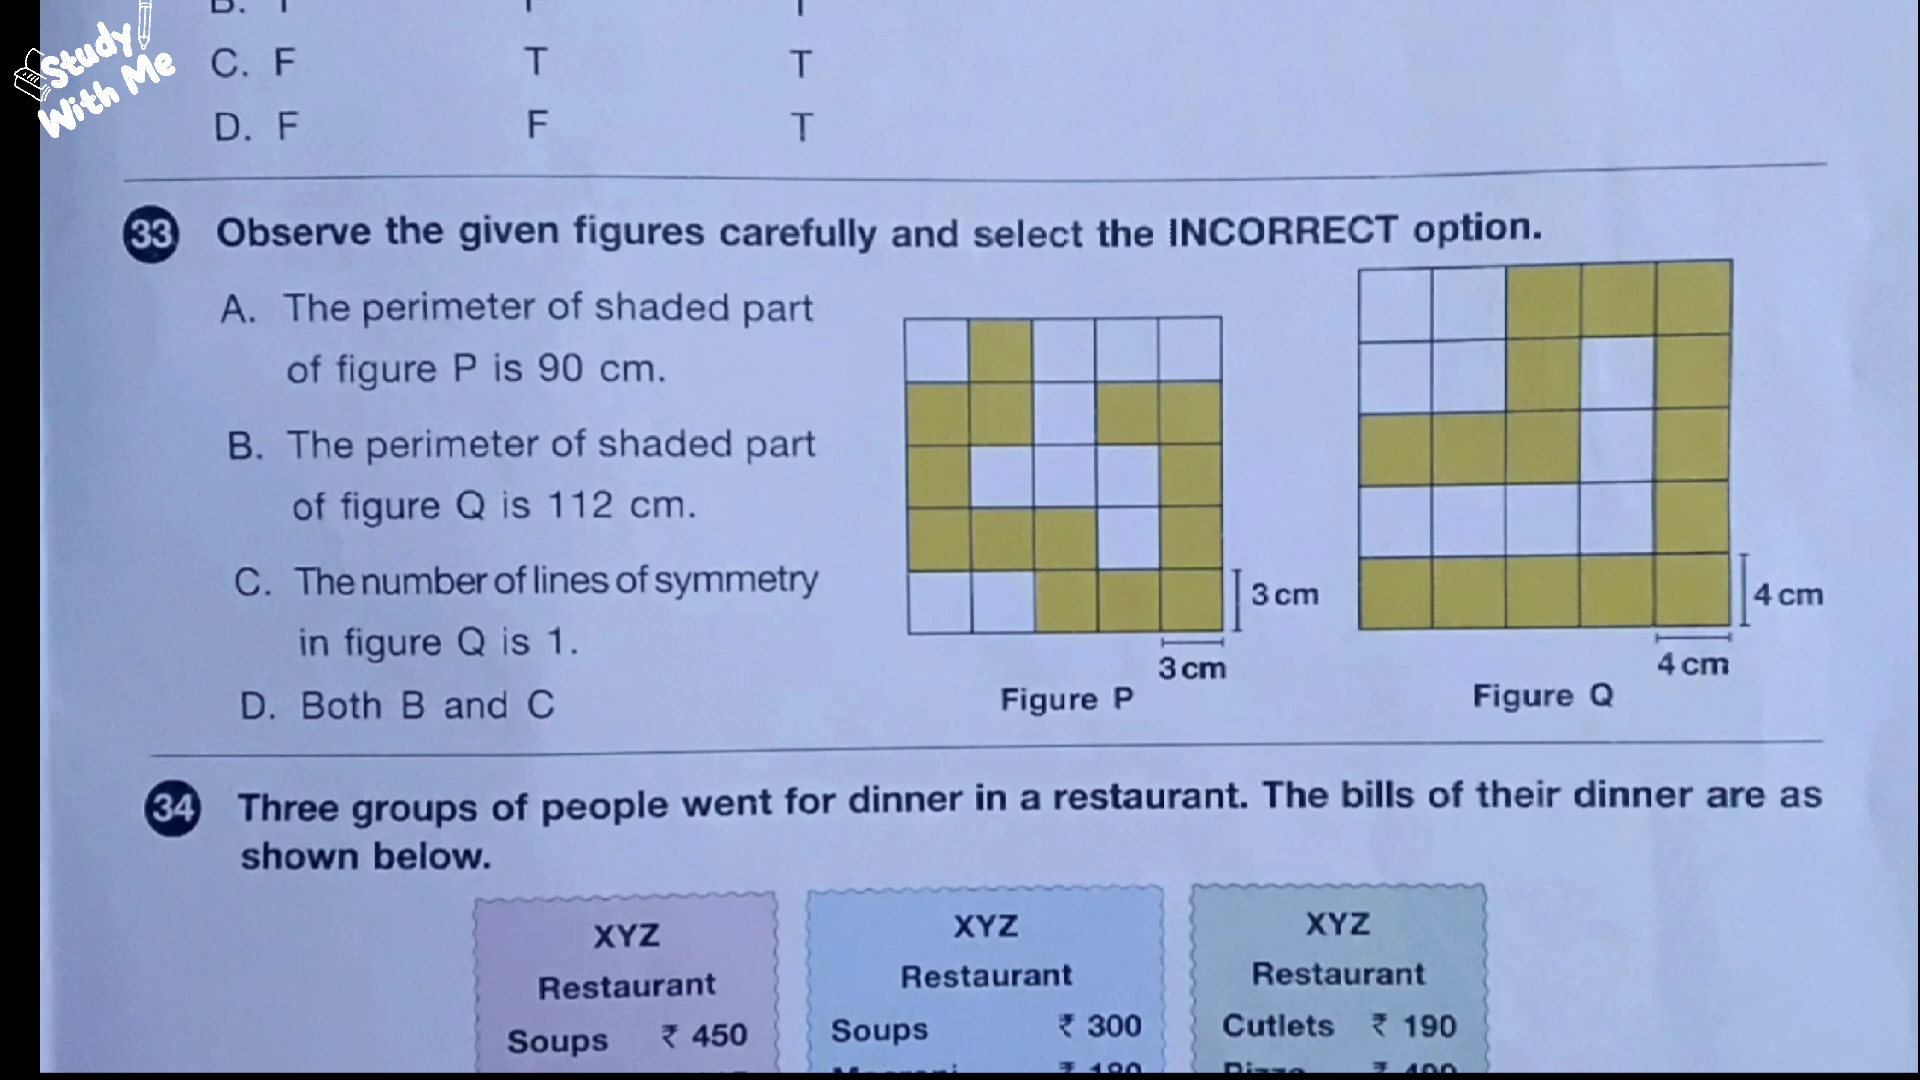 B. T F T
Study
With Me
C. F T T
D. F F T
33 Observe the given figures carefully and select the INCORRECT option.
A. The perimeter of shaded part
of figure P is 90 cm.
B. The perimeter of shaded part
of figure Q is 112 cm.
C. The number of lines of symmetry
in figure Q is 1.
D. Both B and C
3 cm
3 cm
Figure P
4 cm
4 cm
Figure Q
34 Three groups of people went for dinner in a restaurant. The bills of their dinner are as
shown below.
XYZ
Restaurant
Soups ₹ 450
XYZ
Restaurant
Soups ₹ 300
XYZ
Restaurant
Cutlets ₹ 190